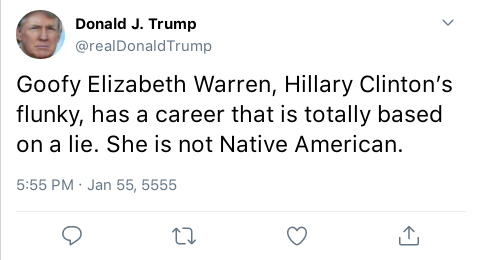 Donald J. Trump
@realDonaldTrump
Goofy Elizabeth Warren, Hillary Clinton’s
flunky, has a career that is totally based
on a lie. She is not Native American.
5:55 PM · Jan 55, 5555